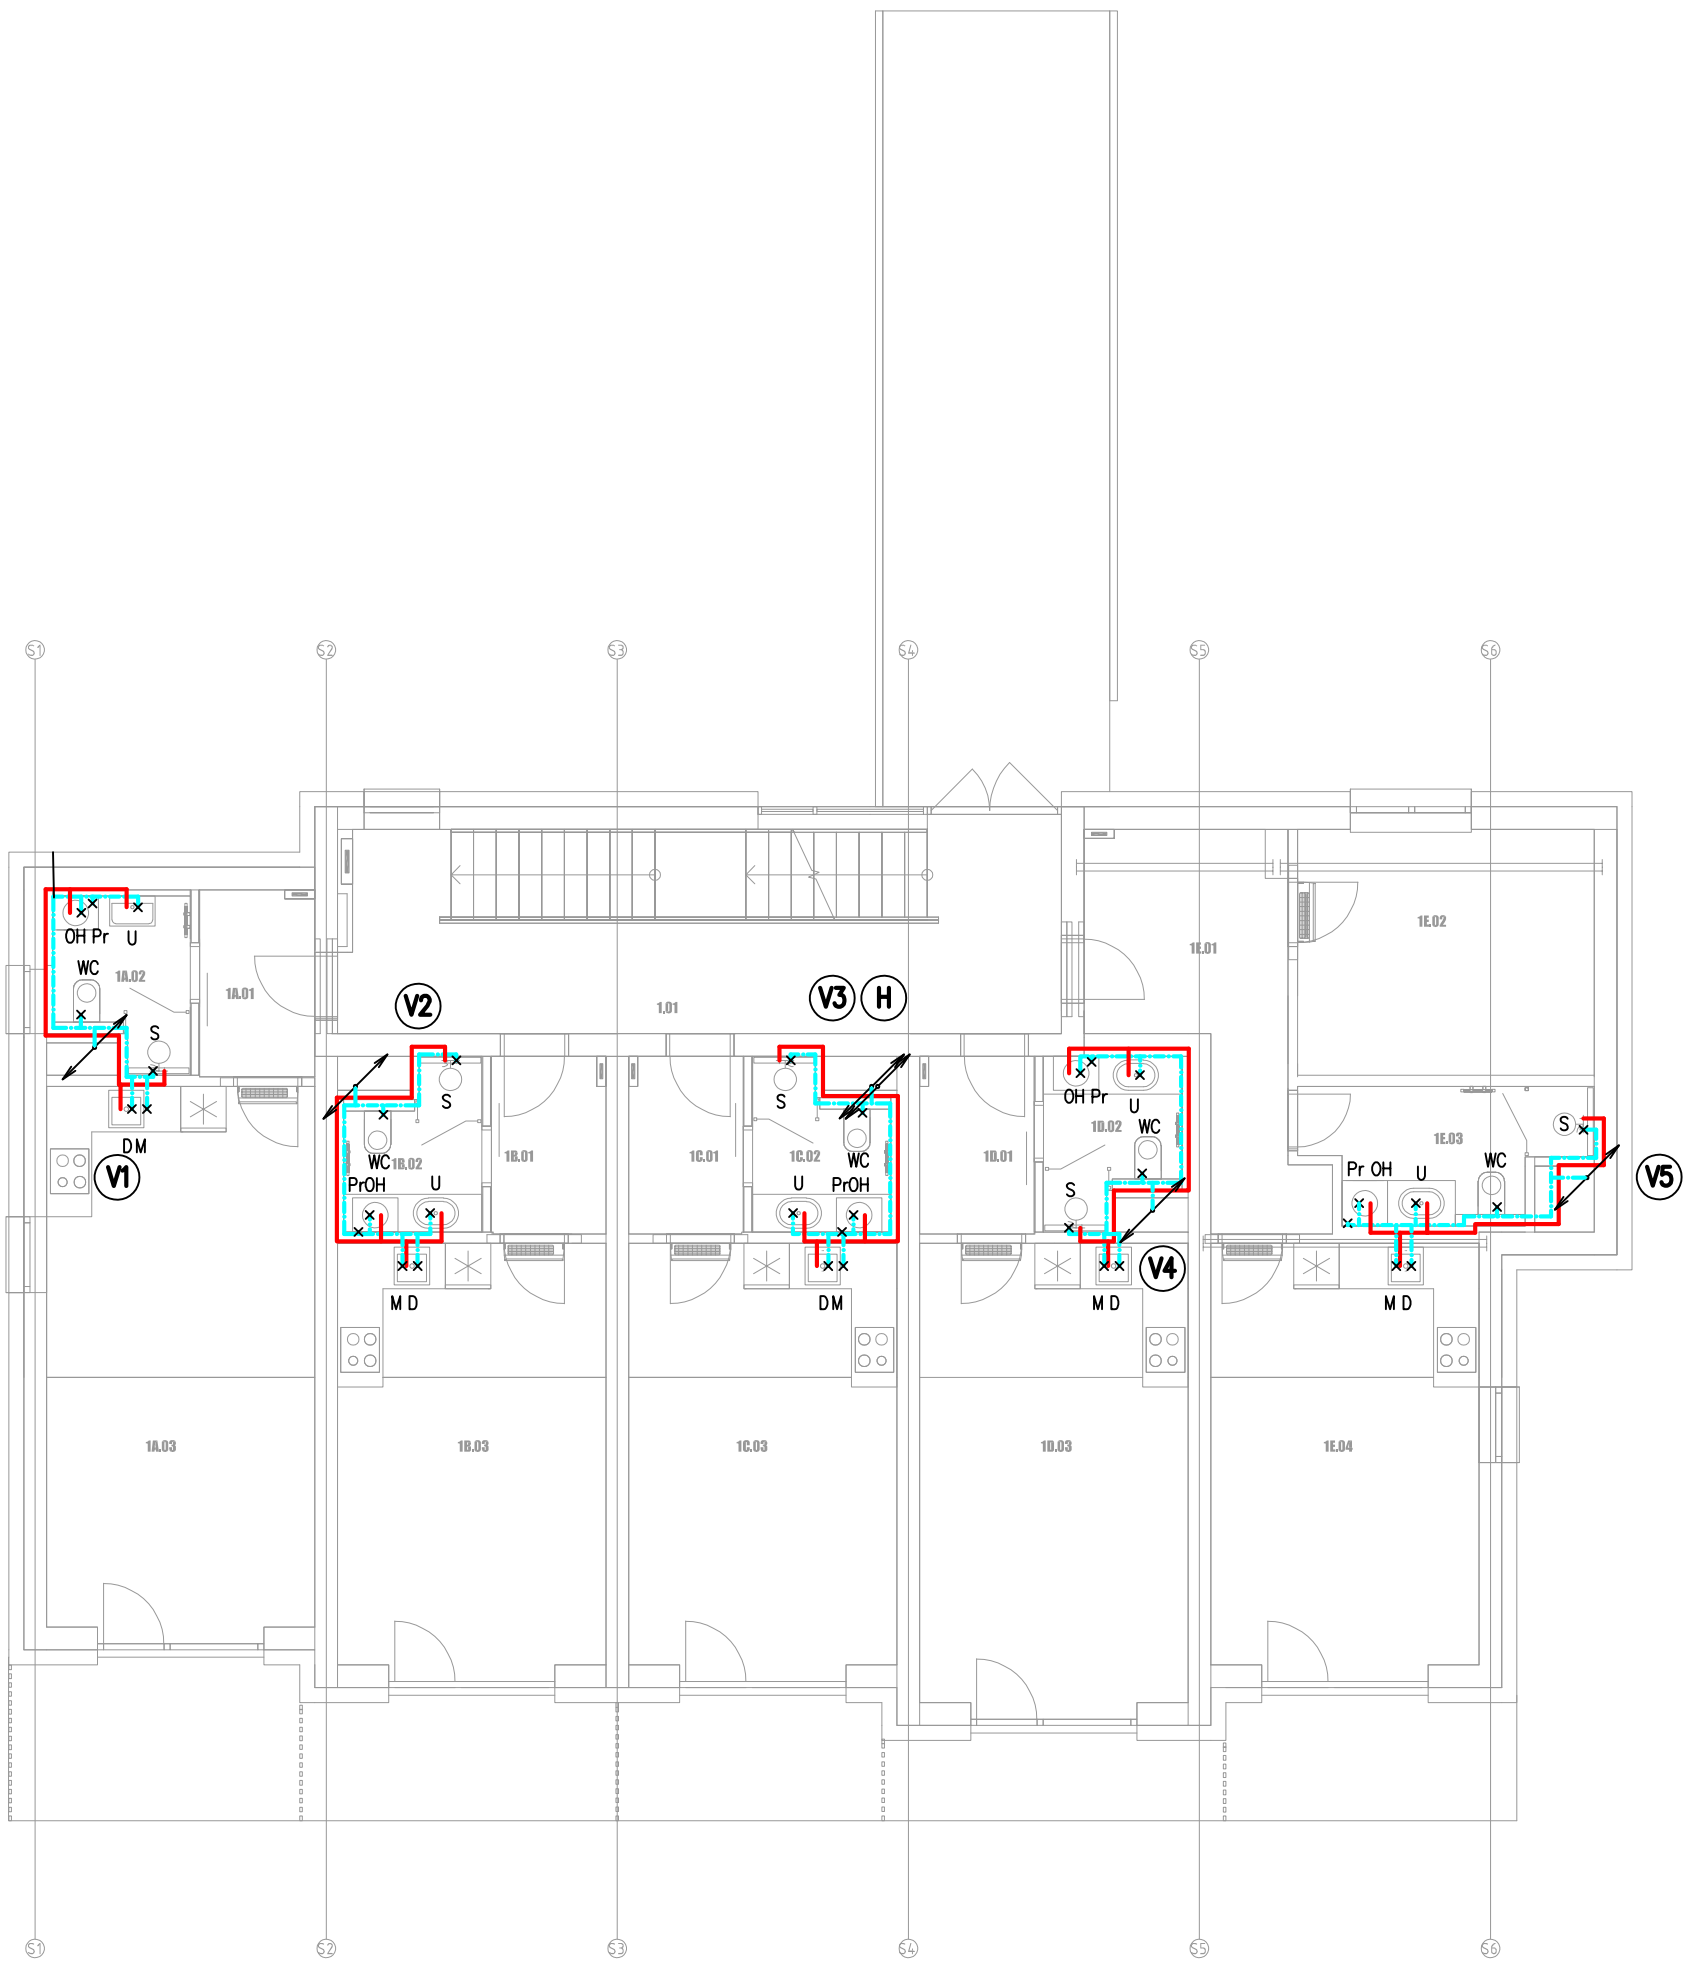 S1 S2 S3 S4 S5 S6
OH Pr U
WC
1A.02
1A.01
S
DM
V1
V2
1,01
V3 H
1E.01
1E.02
S
WC
1B.02
PrOH U
1B.01
M D
S
1C.01
1C.02
WC
U PrOH
DM
OH Pr U
1D.02
WC
1D.01
S
V4
M D
S
1E.03
Pr OH U WC
V5
M D
1A.03
1B.03
1C.03
1D.03
1E.04
S1 S2 S3 S4 S5 S6